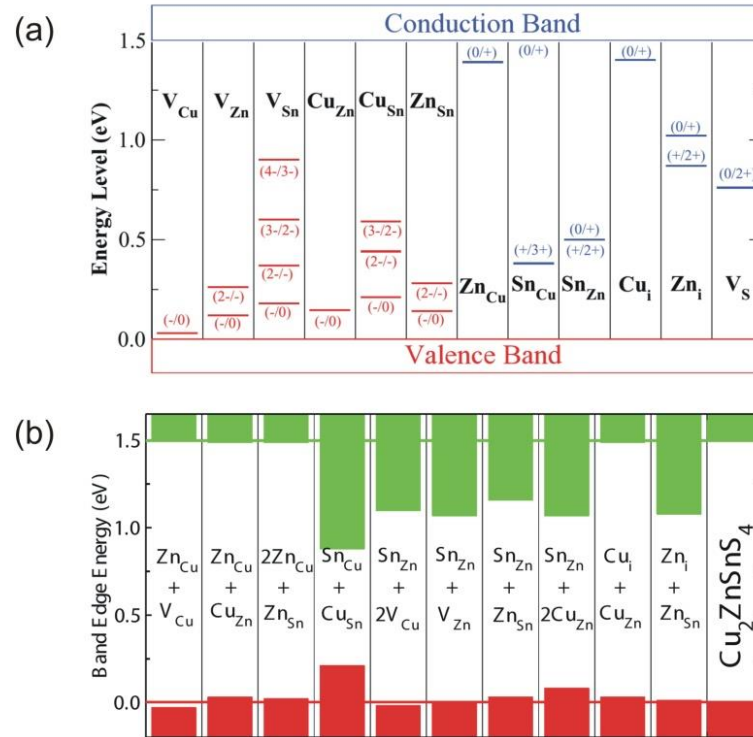 (a)
Conduction Band
1.5
1.0
0.5
0.0
Energy Level (eV)
V_Cu V_Zn V_Sn Cu_Zn Cu_Sn Zn_Sn
Zn_Cu Sn_Cu Sn_Zn Cu_i Zn_i V_S
(-/0)
(2-/-)
(-/0)
(4-/3-)
(3-/2-)
(2-/-)
(-/0)
(-/0)
(3-/2-)
(2-/-)
(-/0)
(2-/-)
(-/0)
(0/+)
(0/+)
(+/3+)
(0/+)
(+/2+)
(0/+)
(0/+)
(+/2+)
(0/2+)
Valence Band
(b)
1.5
1.0
0.5
0.0
Band Edge Energy (eV)
Zn_Cu + V_Cu
Zn_Cu + Cu_Zn
2Zn_Cu + Zn_Sn
Sn_Cu + Cu_Sn
Sn_Zn + 2V_Cu
Sn_Zn + V_Zn
Sn_Zn + Zn_Sn
Sn_Zn + 2Cu_Zn
Cu_i + Cu_Zn
Zn_i + Zn_Sn
Cu2ZnSnS4